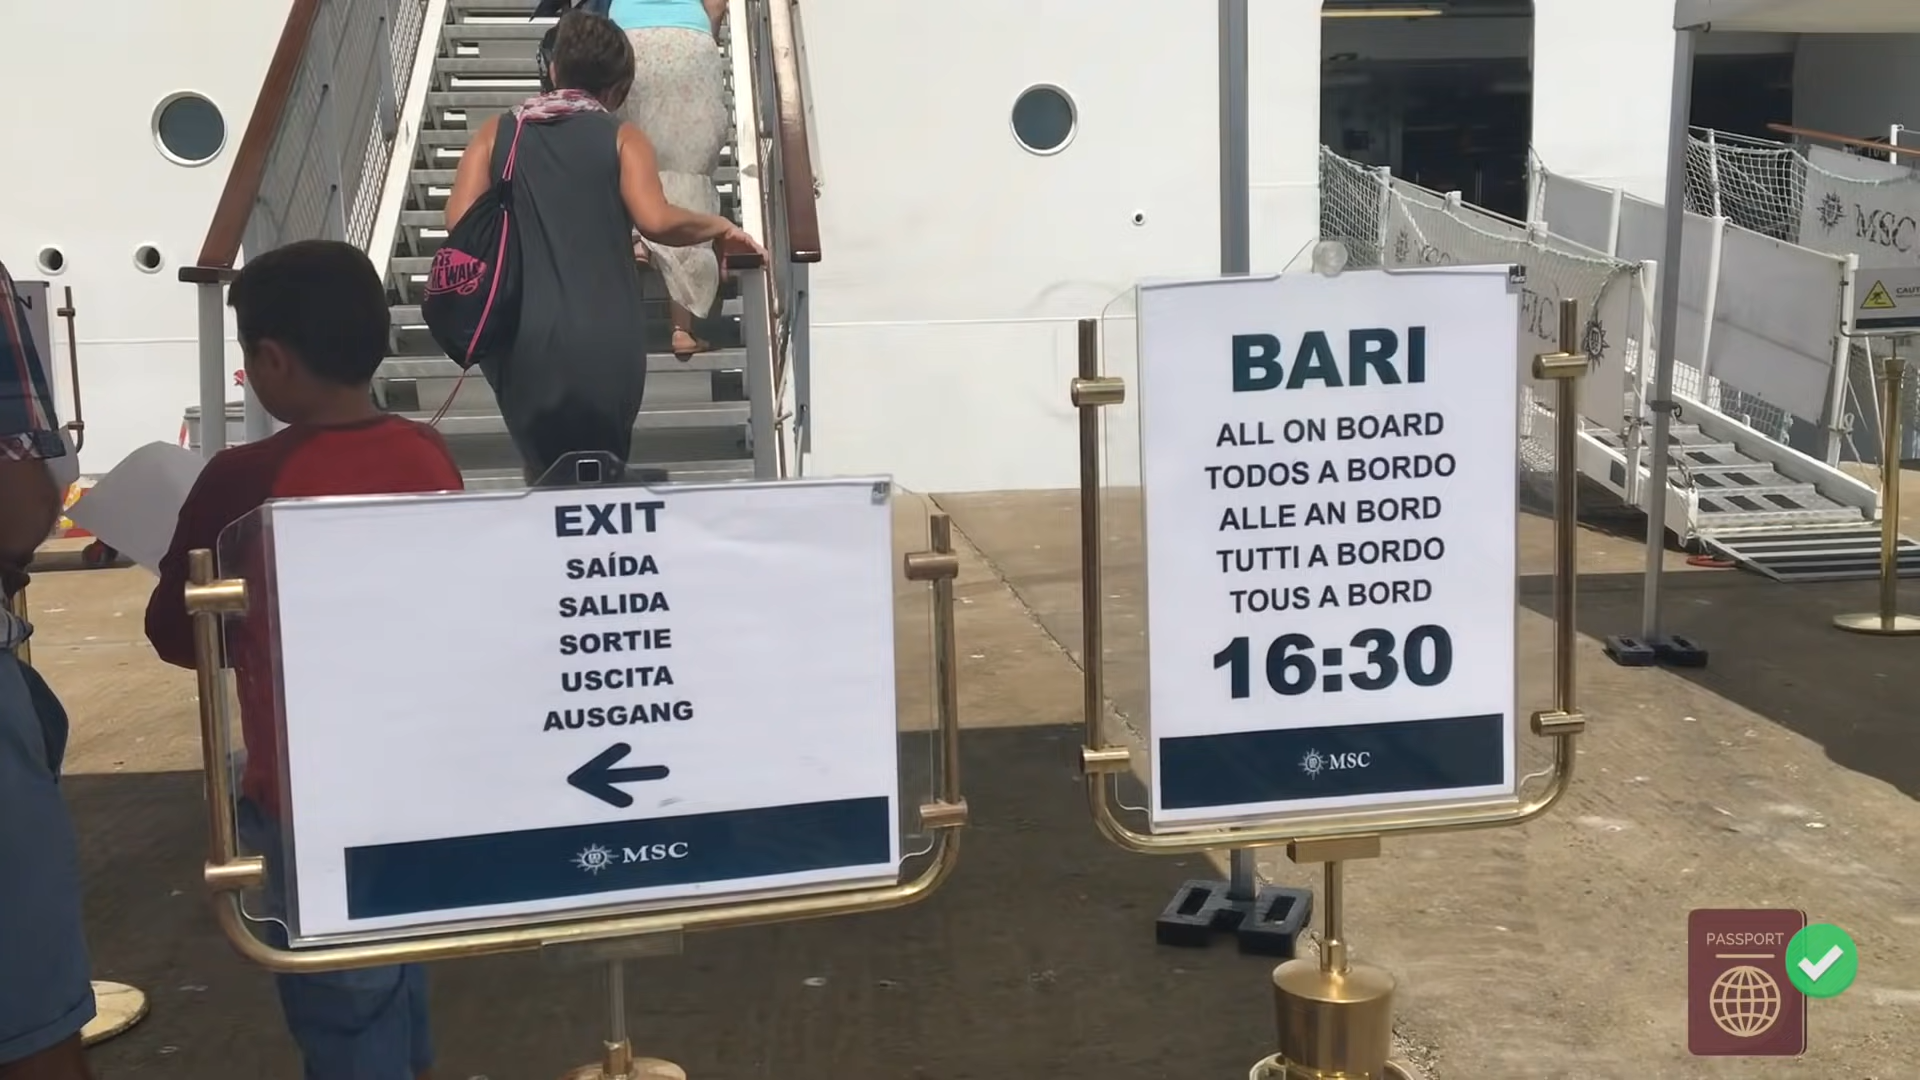 EXIT
SAÍDA
SALIDA
SORTIE
USCITA
AUSGANG
MSC
BARI
ALL ON BOARD
TODOS A BORDO
ALLE AN BORD
TUTTI A BORDO
TOUS A BORD
16:30
MSC
MSC
PASSPORT